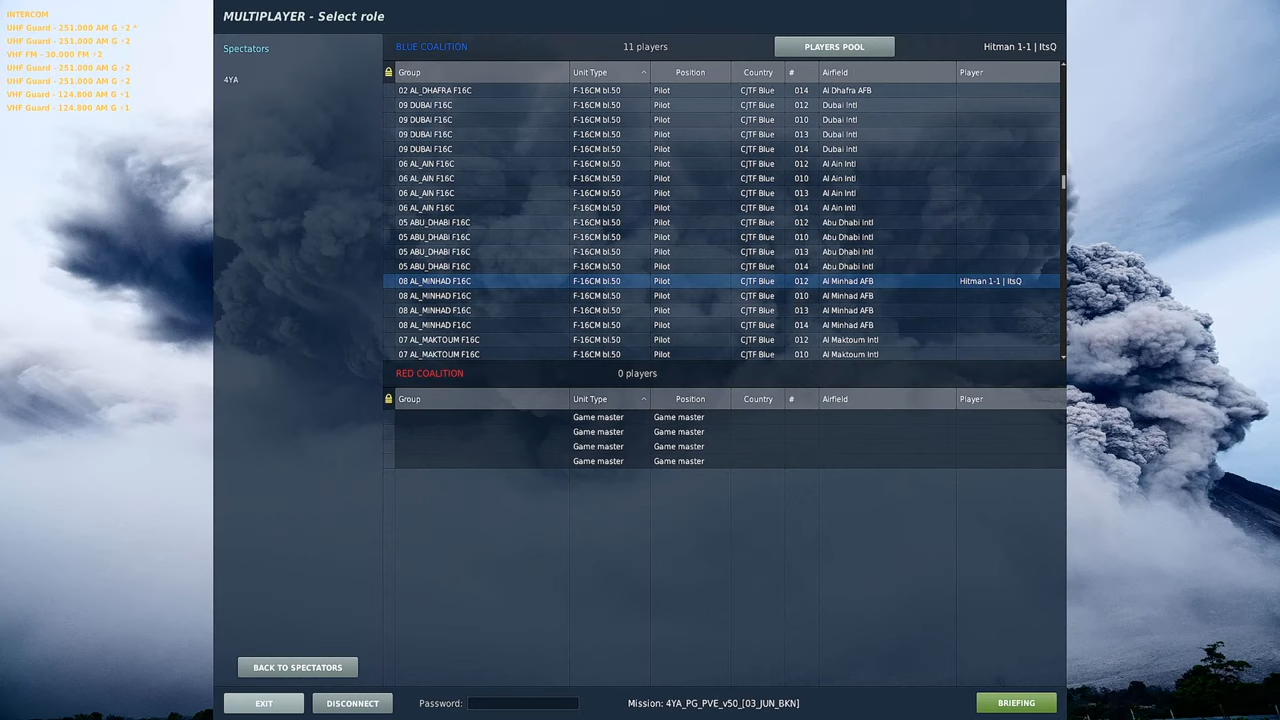 INTERCOM
UHF Guard - 251.000 AM G ⚡2 *
UHF Guard - 251.000 AM G ⚡2
VHF FM - 30.000 FM ⚡2
UHF Guard - 251.000 AM G ⚡2
UHF Guard - 251.000 AM G ⚡2
VHF Guard - 124.800 AM G ⚡1
VHF Guard - 124.800 AM G ⚡1
MULTIPLAYER - Select role
Spectators
4YA
BLUE COALITION 11 players PLAYERS POOL Hitman 1-1 | ItsQ
Group Unit Type Position Country # Airfield Player
02 AL_DHAFRA F16C F-16CM bl.50 Pilot CJTF Blue 014 Al Dhafra AFB
09 DUBAI F16C F-16CM bl.50 Pilot CJTF Blue 012 Dubai Intl
09 DUBAI F16C F-16CM bl.50 Pilot CJTF Blue 010 Dubai Intl
09 DUBAI F16C F-16CM bl.50 Pilot CJTF Blue 013 Dubai Intl
09 DUBAI F16C F-16CM bl.50 Pilot CJTF Blue 014 Dubai Intl
06 AL_AIN F16C F-16CM bl.50 Pilot CJTF Blue 012 Al Ain Intl
06 AL_AIN F16C F-16CM bl.50 Pilot CJTF Blue 010 Al Ain Intl
06 AL_AIN F16C F-16CM bl.50 Pilot CJTF Blue 013 Al Ain Intl
06 AL_AIN F16C F-16CM bl.50 Pilot CJTF Blue 014 Al Ain Intl
05 ABU_DHABI F16C F-16CM bl.50 Pilot CJTF Blue 012 Abu Dhabi Intl
05 ABU_DHABI F16C F-16CM bl.50 Pilot CJTF Blue 010 Abu Dhabi Intl
05 ABU_DHABI F16C F-16CM bl.50 Pilot CJTF Blue 013 Abu Dhabi Intl
05 ABU_DHABI F16C F-16CM bl.50 Pilot CJTF Blue 014 Abu Dhabi Intl
08 AL_MINHAD F16C F-16CM bl.50 Pilot CJTF Blue 012 Al Minhad AFB Hitman 1-1 | ItsQ
08 AL_MINHAD F16C F-16CM bl.50 Pilot CJTF Blue 010 Al Minhad AFB
08 AL_MINHAD F16C F-16CM bl.50 Pilot CJTF Blue 013 Al Minhad AFB
08 AL_MINHAD F16C F-16CM bl.50 Pilot CJTF Blue 014 Al Minhad AFB
07 AL_MAKTOUM F16C F-16CM bl.50 Pilot CJTF Blue 012 Al Maktoum Intl
07 AL_MAKTOUM F16C F-16CM bl.50 Pilot CJTF Blue 010 Al Maktoum Intl
RED COALITION 0 players
Group Unit Type Position Country # Airfield Player
Game master Game master
Game master Game master
Game master Game master
Game master Game master
BACK TO SPECTATORS
EXIT DISCONNECT Password: Mission: 4YA_PG_PVE_v50_[03_JUN_BKN] BRIEFING